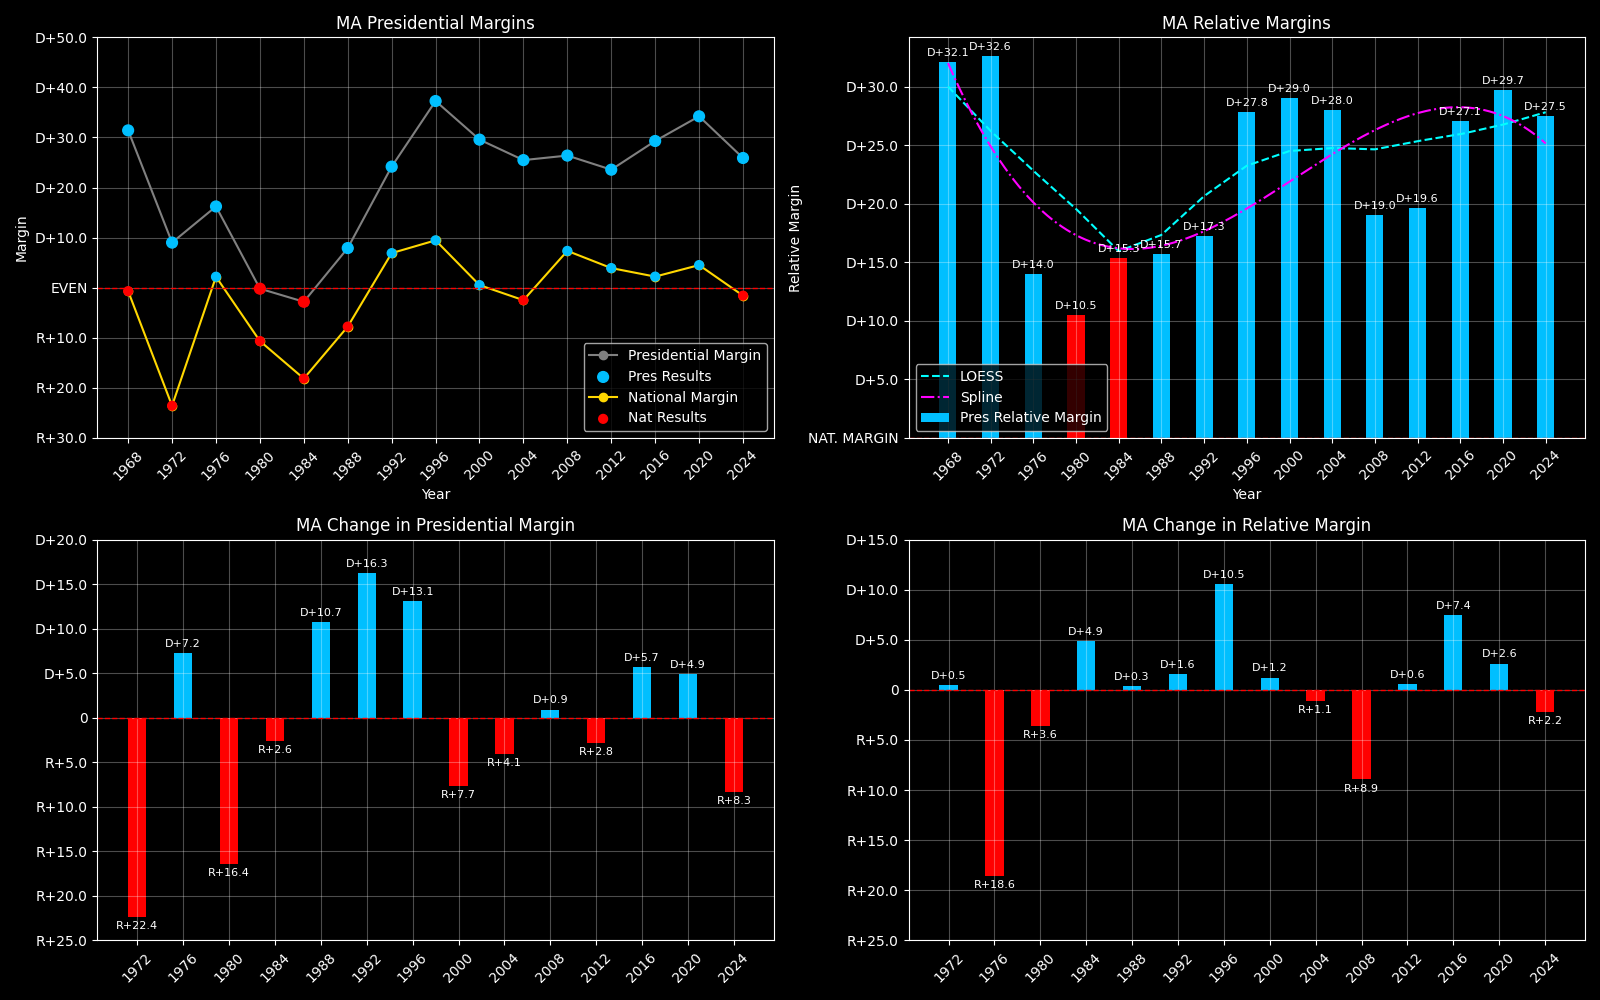 MA Presidential Margins
D+50.0
D+40.0
D+30.0
D+20.0
D+10.0
EVEN
R+10.0
R+20.0
R+30.0
Margin
1968
1972
1976
1980
1984
1988
1992
1996
2000
2004
2008
2012
2016
2020
2024
Year
Presidential Margin
Pres Results
National Margin
Nat Results
MA Relative Margins
D+30.0
D+25.0
D+20.0
D+15.0
D+10.0
D+5.0
NAT. MARGIN
Relative Margin
D+32.1
D+32.6
D+14.0
D+10.5
D+15.3
D+15.7
D+17.3
D+27.8
D+29.0
D+28.0
D+19.0
D+19.6
D+27.1
D+29.7
D+27.5
LOESS
Spline
Pres Relative Margin
1968
1972
1976
1980
1984
1988
1992
1996
2000
2004
2008
2012
2016
2020
2024
Year
MA Change in Presidential Margin
D+20.0
D+15.0
D+10.0
D+5.0
0
R+5.0
R+10.0
R+15.0
R+20.0
R+25.0
R+22.4
D+7.2
R+16.4
R+2.6
D+10.7
D+16.3
D+13.1
R+7.7
R+4.1
D+0.9
R+2.8
D+5.7
D+4.9
R+8.3
1972
1976
1980
1984
1988
1992
1996
2000
2004
2008
2012
2016
2020
2024
MA Change in Relative Margin
D+15.0
D+10.0
D+5.0
0
R+5.0
R+10.0
R+15.0
R+20.0
R+25.0
D+0.5
R+18.6
R+3.6
D+4.9
D+0.3
D+1.6
D+10.5
D+1.2
R+1.1
R+8.9
D+0.6
D+7.4
D+2.6
R+2.2
1972
1976
1980
1984
1988
1992
1996
2000
2004
2008
2012
2016
2020
2024